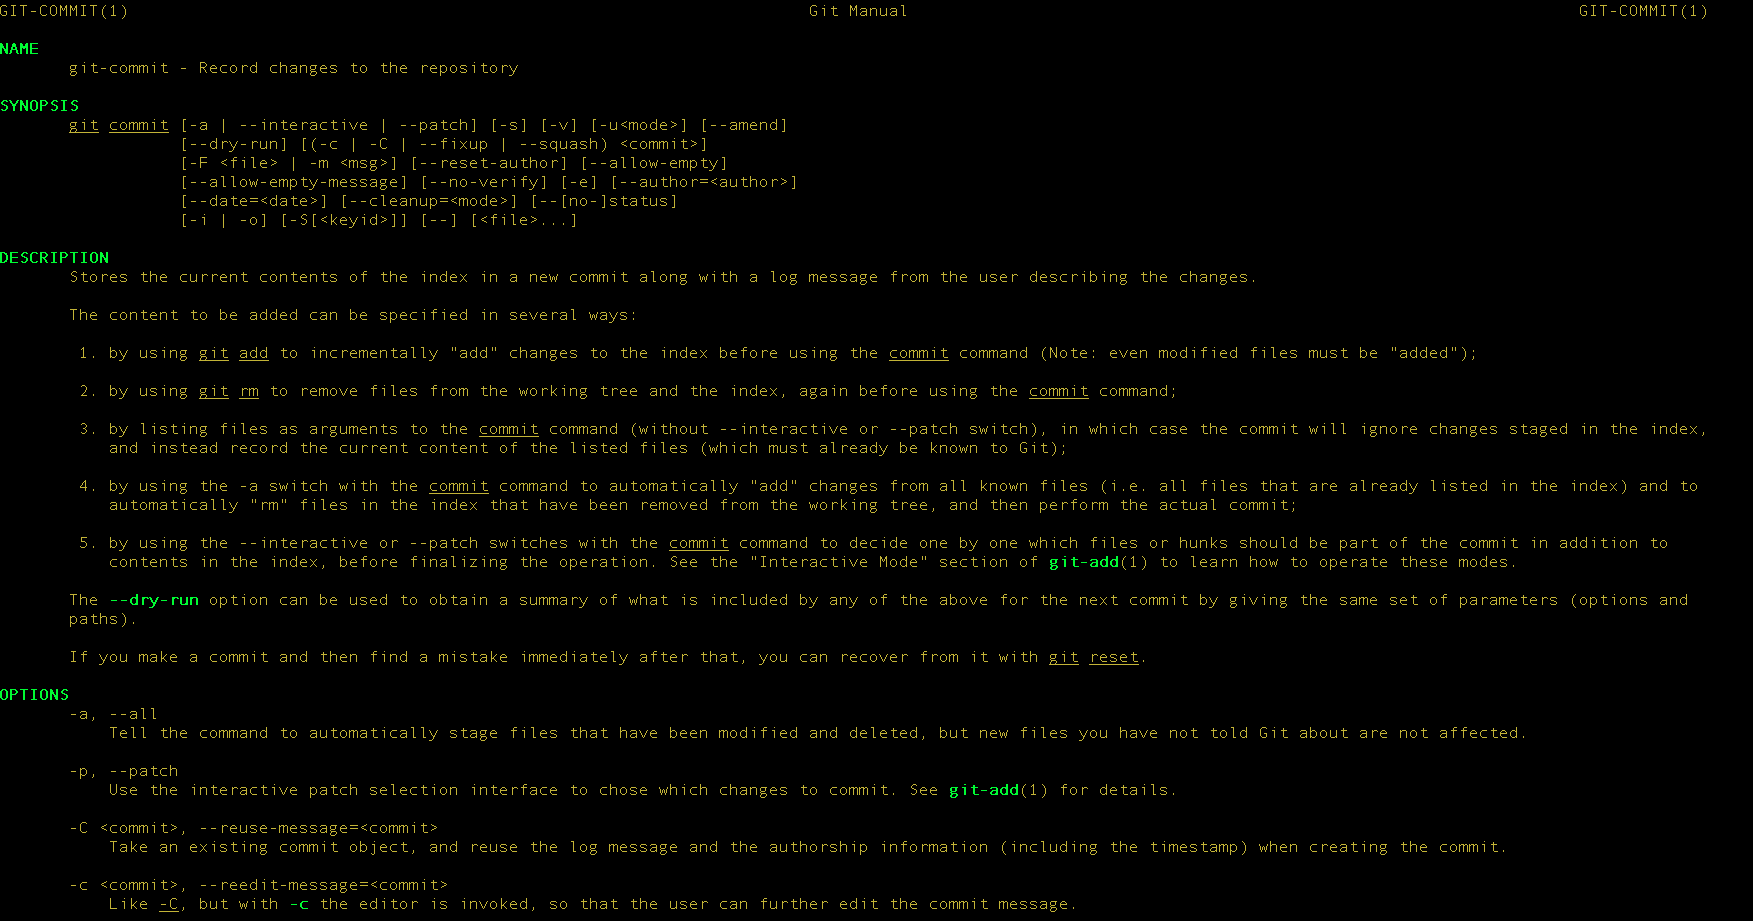 GIT-COMMIT(1) Git Manual GIT-COMMIT(1)
NAME
git-commit - Record changes to the repository
SYNOPSIS
git commit [-a | --interactive | --patch] [-s] [-v] [-u<mode>] [--amend]
[--dry-run] [(-c | -C | --fixup | --squash) <commit>]
[-F <file> | -m <msg>] [--reset-author] [--allow-empty]
[--allow-empty-message] [--no-verify] [-e] [--author=<author>]
[--date=<date>] [--cleanup=<mode>] [--[no-]status]
[-i | -o] [-S[<keyid>]] [--] [<file>...]
DESCRIPTION
Stores the current contents of the index in a new commit along with a log message from the user describing the changes.
The content to be added can be specified in several ways:
1. by using git add to incrementally "add" changes to the index before using the commit command (Note: even modified files must be "added");
2. by using git rm to remove files from the working tree and the index, again before using the commit command;
3. by listing files as arguments to the commit command (without --interactive or --patch switch), in which case the commit will ignore changes staged in the index,
and instead record the current content of the listed files (which must already be known to Git);
4. by using the -a switch with the commit command to automatically "add" changes from all known files (i.e. all files that are already listed in the index) and to
automatically "rm" files in the index that have been removed from the working tree, and then perform the actual commit;
5. by using the --interactive or --patch switches with the commit command to decide one by one which files or hunks should be part of the commit in addition to
contents in the index, before finalizing the operation. See the "Interactive Mode" section of git-add(1) to learn how to operate these modes.
The --dry-run option can be used to obtain a summary of what is included by any of the above for the next commit by giving the same set of parameters (options and
paths).
If you make a commit and then find a mistake immediately after that, you can recover from it with git reset.
OPTIONS
-a, --all
Tell the command to automatically stage files that have been modified and deleted, but new files you have not told Git about are not affected.
-p, --patch
Use the interactive patch selection interface to chose which changes to commit. See git-add(1) for details.
-C <commit>, --reuse-message=<commit>
Take an existing commit object, and reuse the log message and the authorship information (including the timestamp) when creating the commit.
-c <commit>, --reedit-message=<commit>
Like -C, but with -c the editor is invoked, so that the user can further edit the commit message.